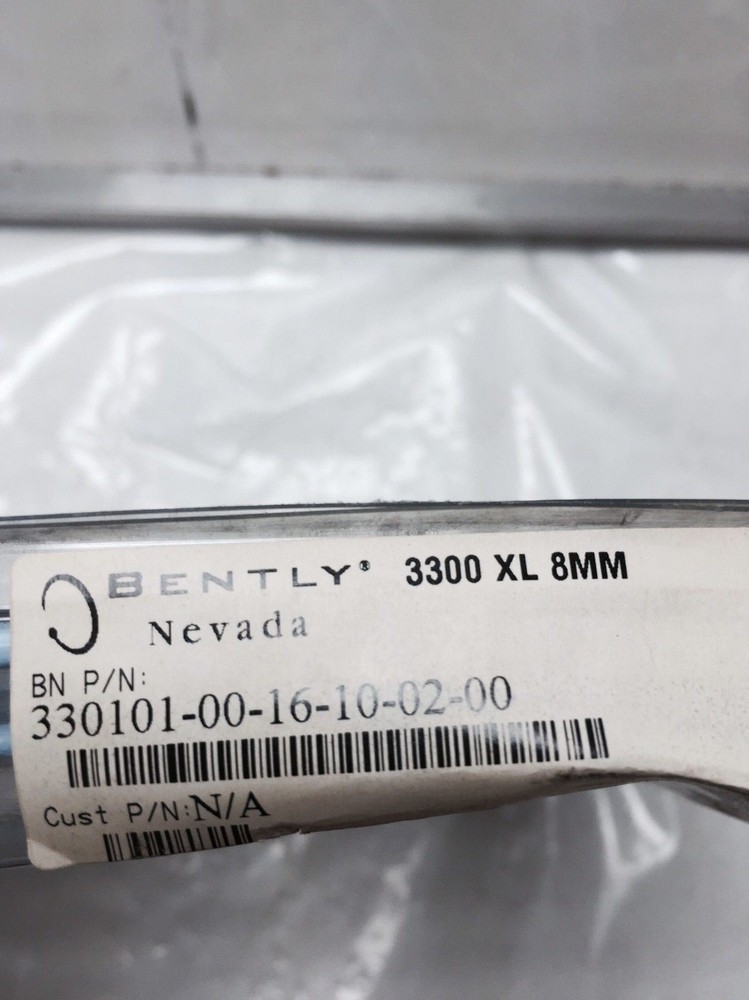 BENTLY® 3300 XL 8MM
Nevada
BN P/N:
330101-00-16-10-02-00
Cust P/N:N/A